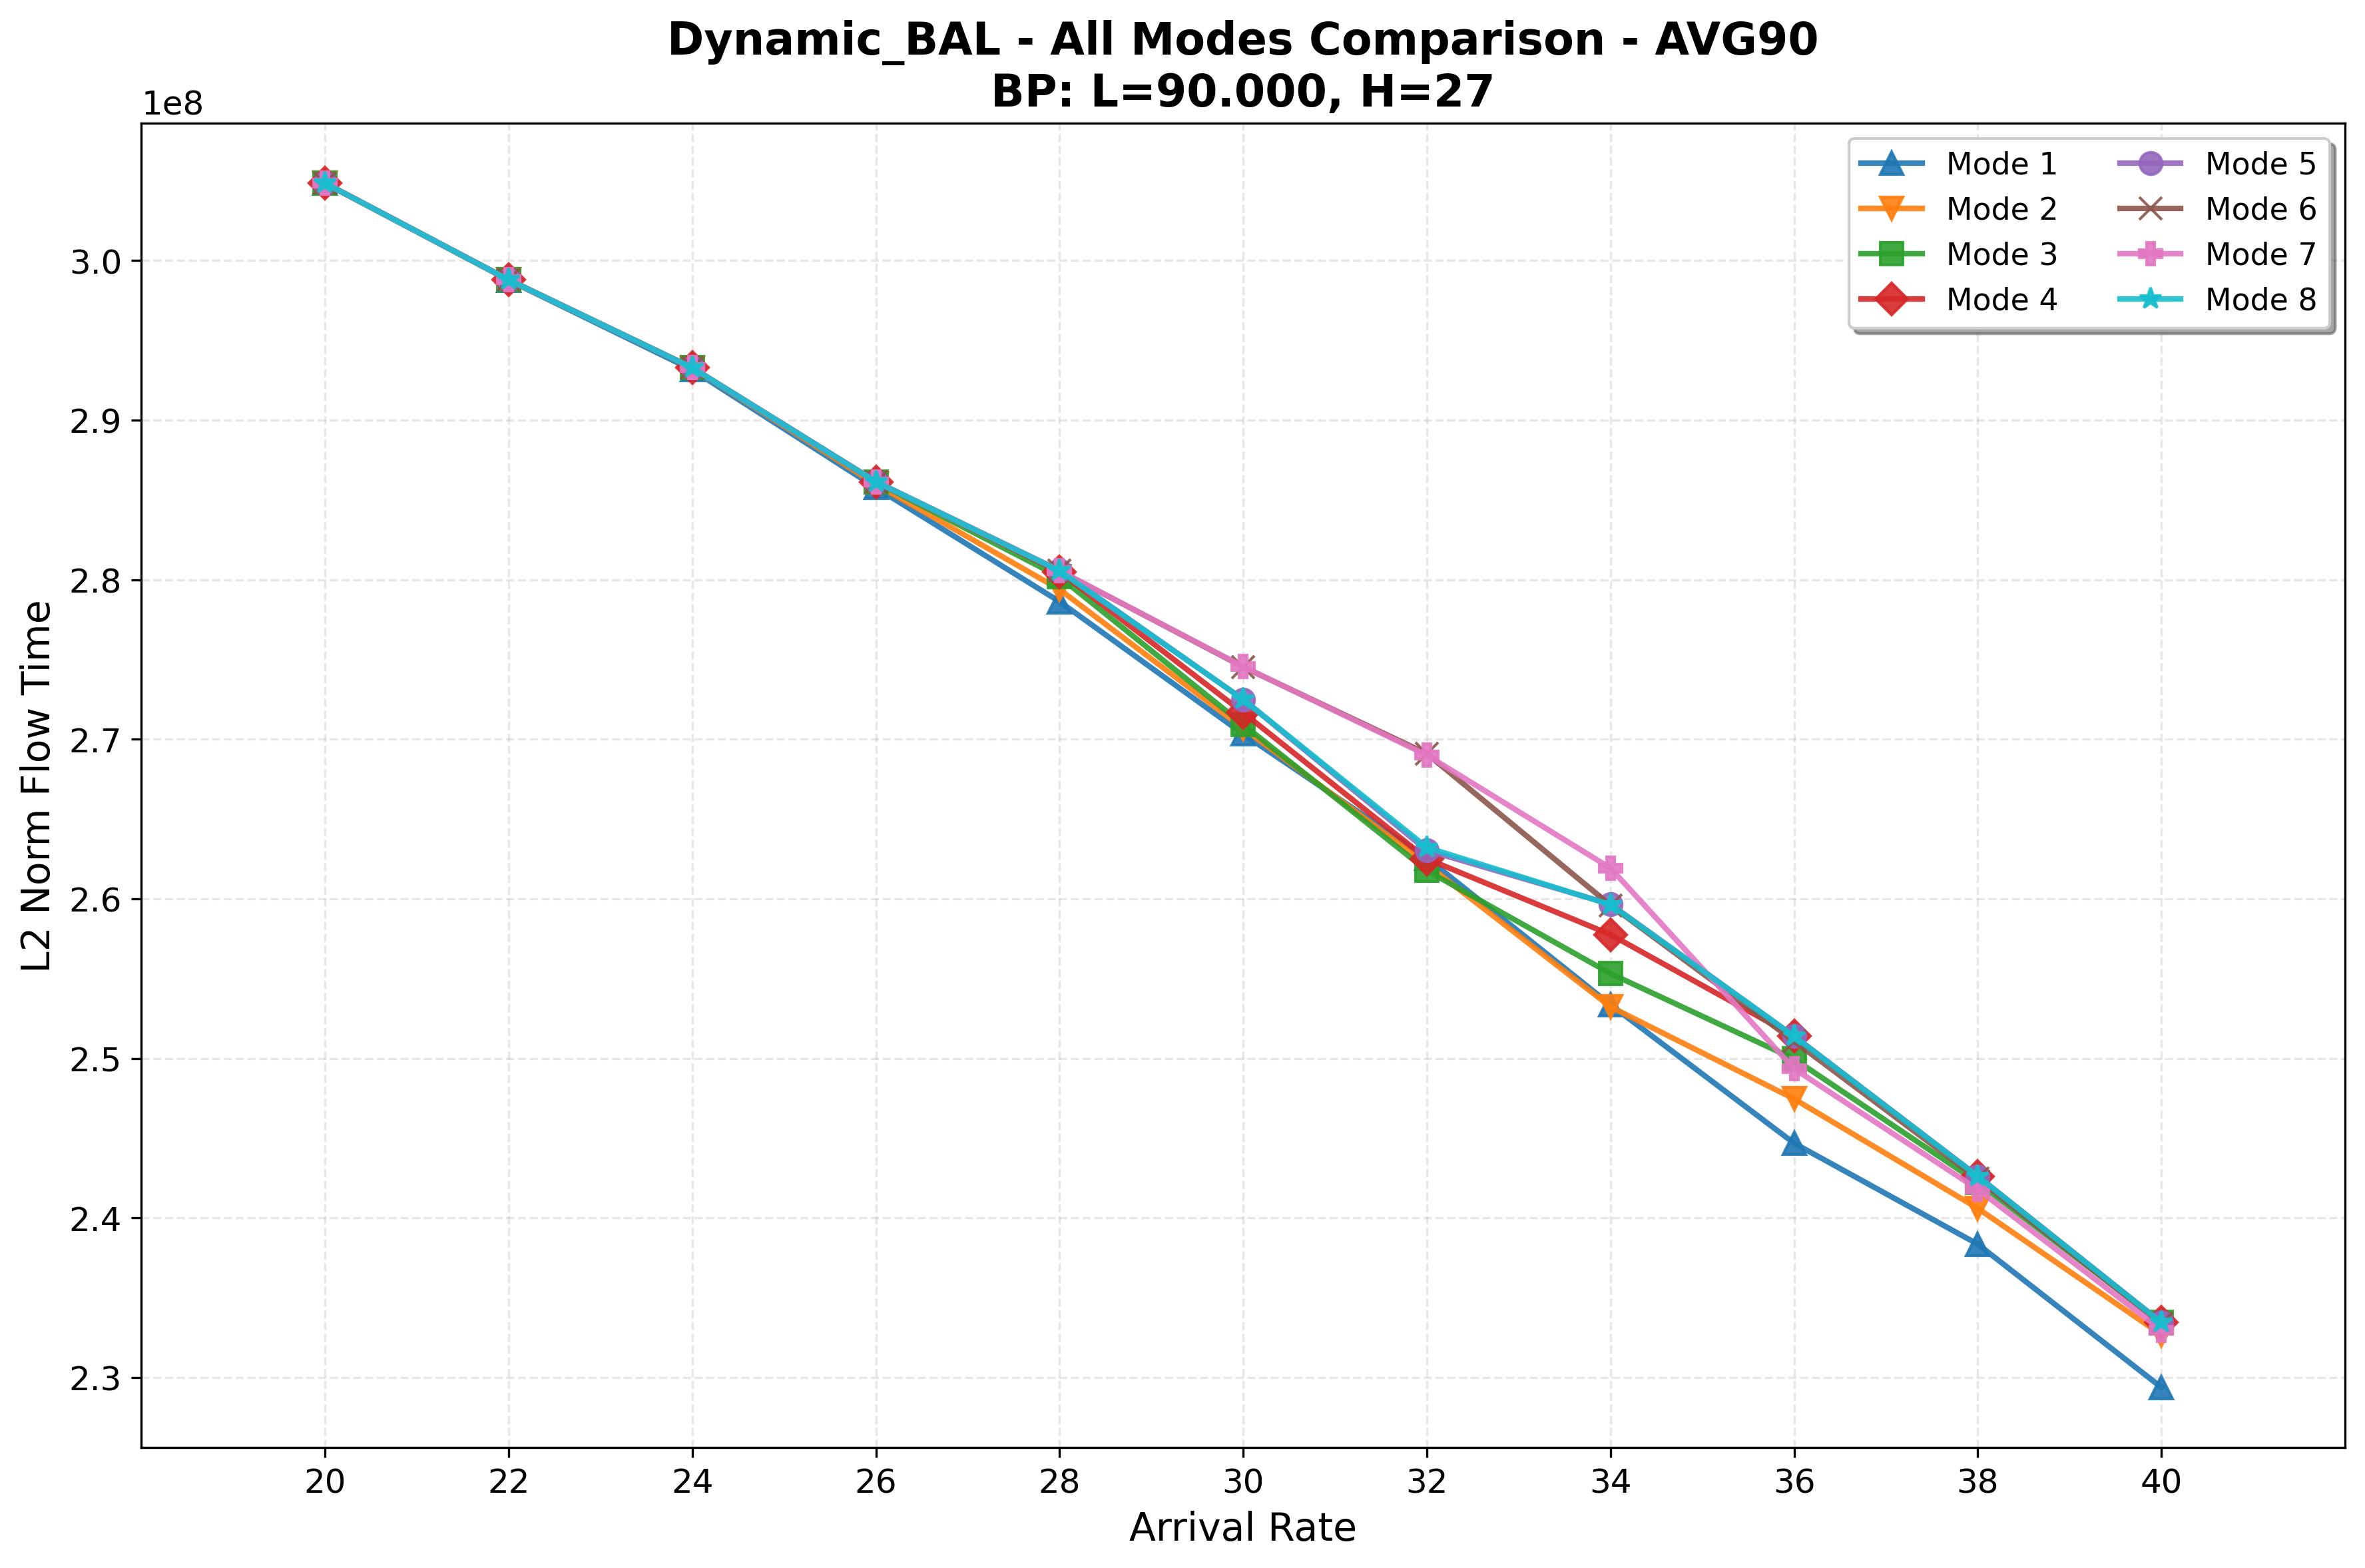 Dynamic_BAL - All Modes Comparison - AVG90
BP: L=90.000, H=27
1e8
Mode 1
Mode 2
Mode 3
Mode 4
Mode 5
Mode 6
Mode 7
Mode 8
3.0
2.9
2.8
2.7
2.6
2.5
2.4
2.3
L2 Norm Flow Time
20 22 24 26 28 30 32 34 36 38 40
Arrival Rate